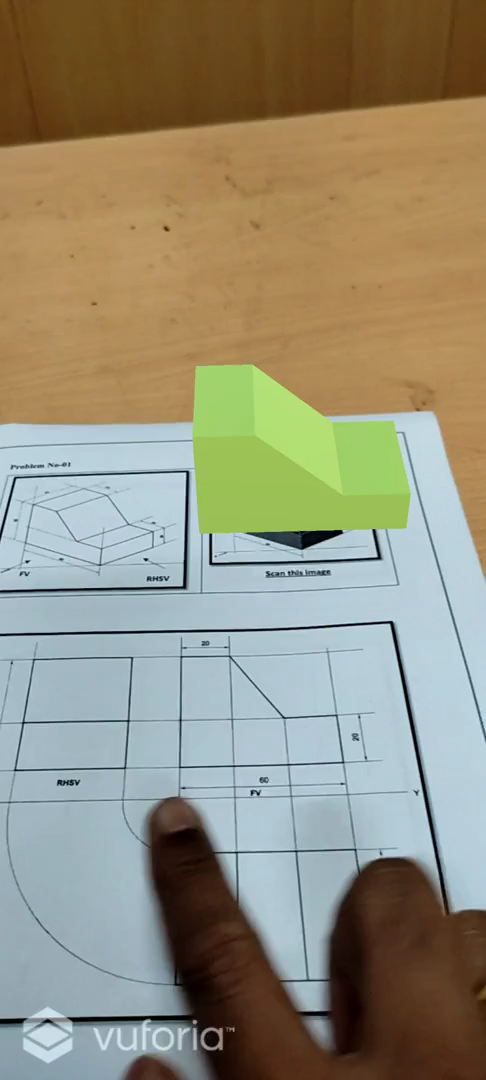 Problem No-01
FV
RHSV
Scan this image
20
20
RHSV
60
FV
Y
vuforia™